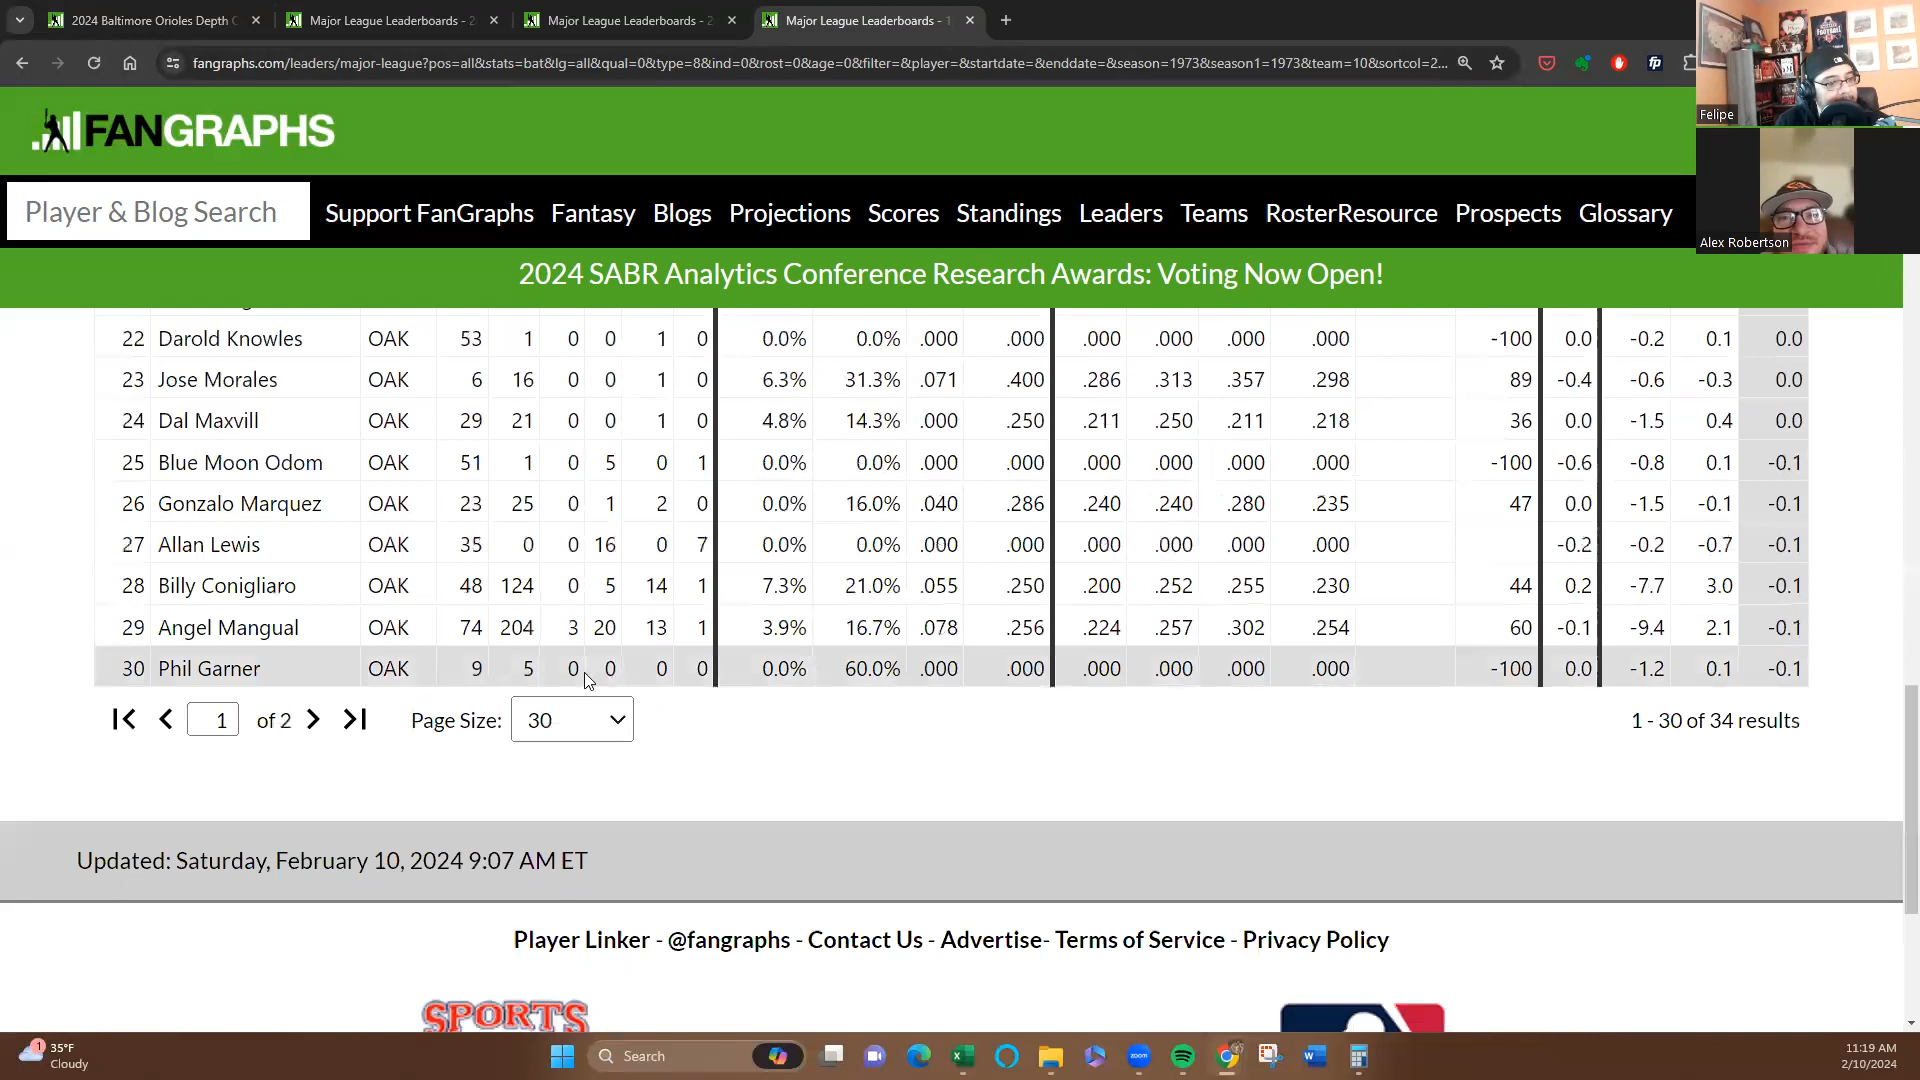 2024 Baltimore Orioles Depth C
Major League Leaderboards - 2
Major League Leaderboards - 2
Major League Leaderboards - 1
fangraphs.com/leaders/major-league?pos=all&stats=bat&lg=all&qual=0&type=8&ind=0&rost=0&age=0&filter=&player=&startdate=&enddate=&season=1973&season1=1973&team=10&sortcol=2...
FANGRAPHS
Felipe
Alex Robertson
Player & Blog Search Support FanGraphs Fantasy Blogs Projections Scores Standings Leaders Teams RosterResource Prospects Glossary
2024 SABR Analytics Conference Research Awards: Voting Now Open!
22 Darold Knowles OAK 53 1 0 0 1 0 0.0% 0.0% .000 .000 .000 .000 .000 .000 -100 0.0 -0.2 0.1 0.0
23 Jose Morales OAK 6 16 0 0 1 0 6.3% 31.3% .071 .400 .286 .313 .357 .298 89 -0.4 -0.6 -0.3 0.0
24 Dal Maxvill OAK 29 21 0 0 1 0 4.8% 14.3% .000 .250 .211 .250 .211 .218 36 0.0 -1.5 0.4 0.0
25 Blue Moon Odom OAK 51 1 0 5 0 1 0.0% 0.0% .000 .000 .000 .000 .000 .000 -100 -0.6 -0.8 0.1 -0.1
26 Gonzalo Marquez OAK 23 25 0 1 2 0 0.0% 16.0% .040 .286 .240 .240 .280 .235 47 0.0 -1.5 -0.1 -0.1
27 Allan Lewis OAK 35 0 0 16 0 7 0.0% 0.0% .000 .000 .000 .000 .000 .000 -0.2 -0.2 -0.7 -0.1
28 Billy Conigliaro OAK 48 124 0 5 14 1 7.3% 21.0% .055 .250 .200 .252 .255 .230 44 0.2 -7.7 3.0 -0.1
29 Angel Mangual OAK 74 204 3 20 13 1 3.9% 16.7% .078 .256 .224 .257 .302 .254 60 -0.1 -9.4 2.1 -0.1
30 Phil Garner OAK 9 5 0 0 0 0 0.0% 60.0% .000 .000 .000 .000 .000 .000 -100 0.0 -1.2 0.1 -0.1
1 of 2 Page Size: 30 1 - 30 of 34 results
Updated: Saturday, February 10, 2024 9:07 AM ET
Player Linker - @fangraphs - Contact Us - Advertise- Terms of Service - Privacy Policy
SPORTS
1
35°F
Cloudy
Search
11:19 AM
2/10/2024